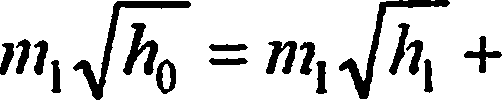 m₁√h₀ = m₁√h₁ +